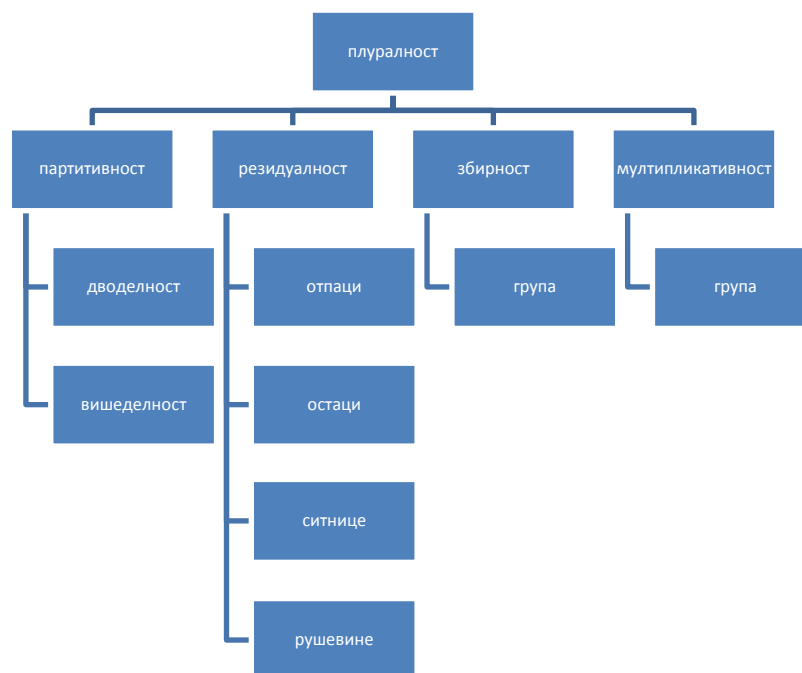 плуралност
партитивност
резидуалност
збирност
мултипликативност
дводелност
отпаци
група
група
вишеделност
остаци
ситнице
рушевине